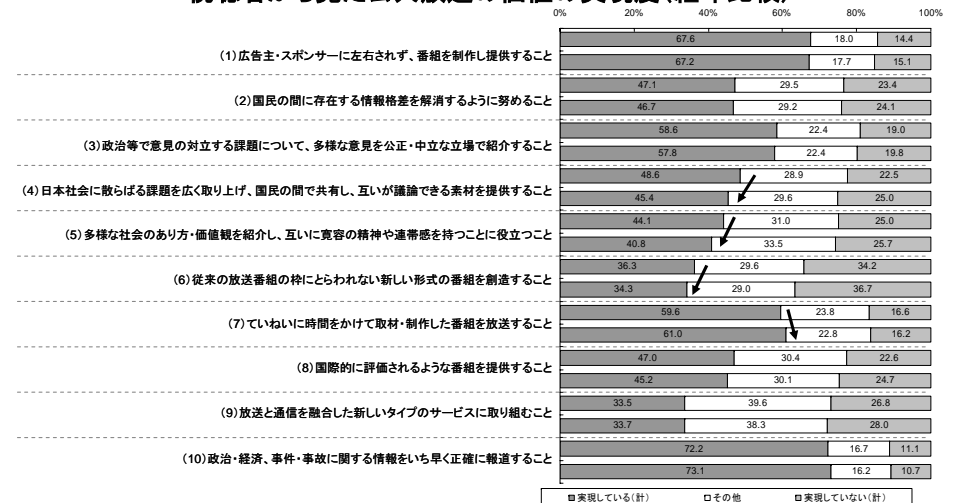 0% 20% 40% 60% 80% 100%
67.6 18.0 14.4
(1)広告主・スポンサーに左右されず、番組を制作し提供すること
67.2 17.7 15.1
47.1 29.5 23.4
(2)国民の間に存在する情報格差を解消するように努めること
46.7 29.2 24.1
58.6 22.4 19.0
(3)政治等で意見の対立する課題について、多様な意見を公正・中立な立場で紹介すること
57.8 22.4 19.8
48.6 28.9 22.5
(4)日本社会に散らばる課題を広く取り上げ、国民の間で共有し、互いが議論できる素材を提供すること
45.4 29.6 25.0
44.1 31.0 25.0
(5)多様な社会のあり方・価値観を紹介し、互いに寛容の精神や連帯感を持つことに役立つこと
40.8 33.5 25.7
36.3 29.6 34.2
(6)従来の放送番組の枠にとらわれない新しい形式の番組を創造すること
34.3 29.0 36.7
59.6 23.8 16.6
(7)ていねいに時間をかけて取材・制作した番組を放送すること
61.0 22.8 16.2
47.0 30.4 22.6
(8)国際的に評価されるような番組を提供すること
45.2 30.1 24.7
33.5 39.6 26.8
(9)放送と通信を融合した新しいタイプのサービスに取り組むこと
33.7 38.3 28.0
72.2 16.7 11.1
(10)政治・経済、事件・事故に関する情報をいち早く正確に報道すること
73.1 16.2 10.7
実現している(計) その他 実現していない(計)